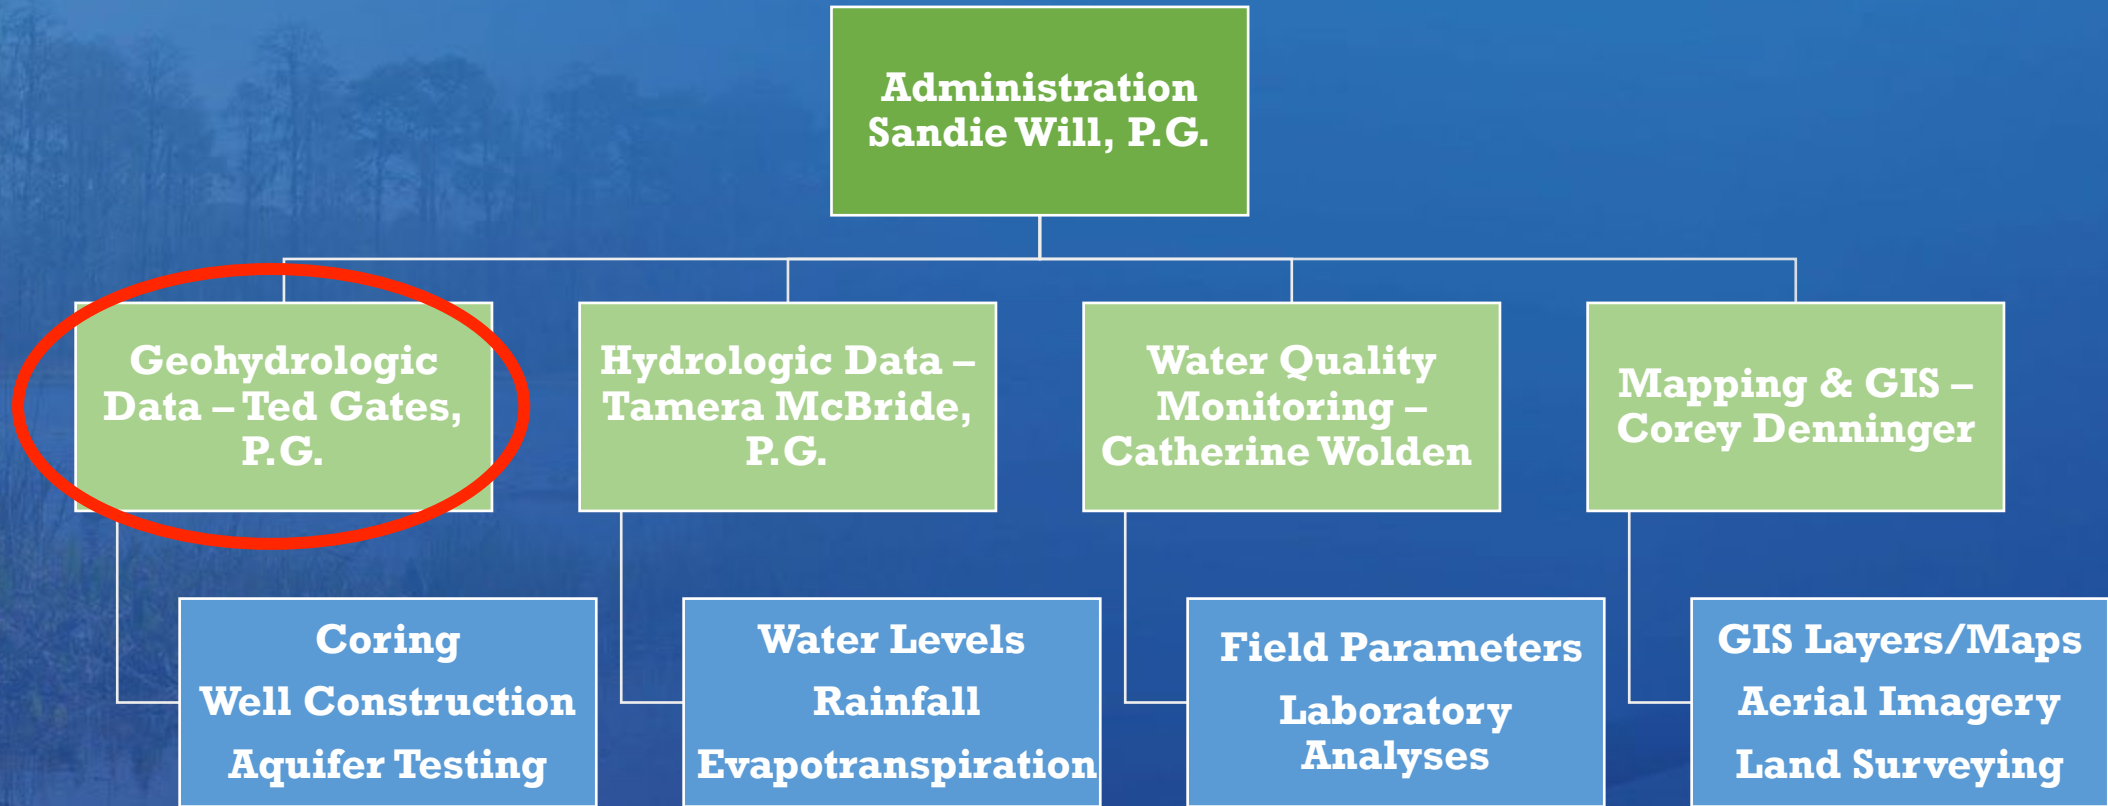 Administration
Sandie Will, P.G.
Geohydrologic
Data – Ted Gates,
P.G.
Hydrologic Data –
Tamera McBride,
P.G.
Water Quality
Monitoring –
Catherine Wolden
Mapping & GIS –
Corey Denninger
Coring
Well Construction
Aquifer Testing
Water Levels
Rainfall
Evapotranspiration
Field Parameters
Laboratory
Analyses
GIS Layers/Maps
Aerial Imagery
Land Surveying